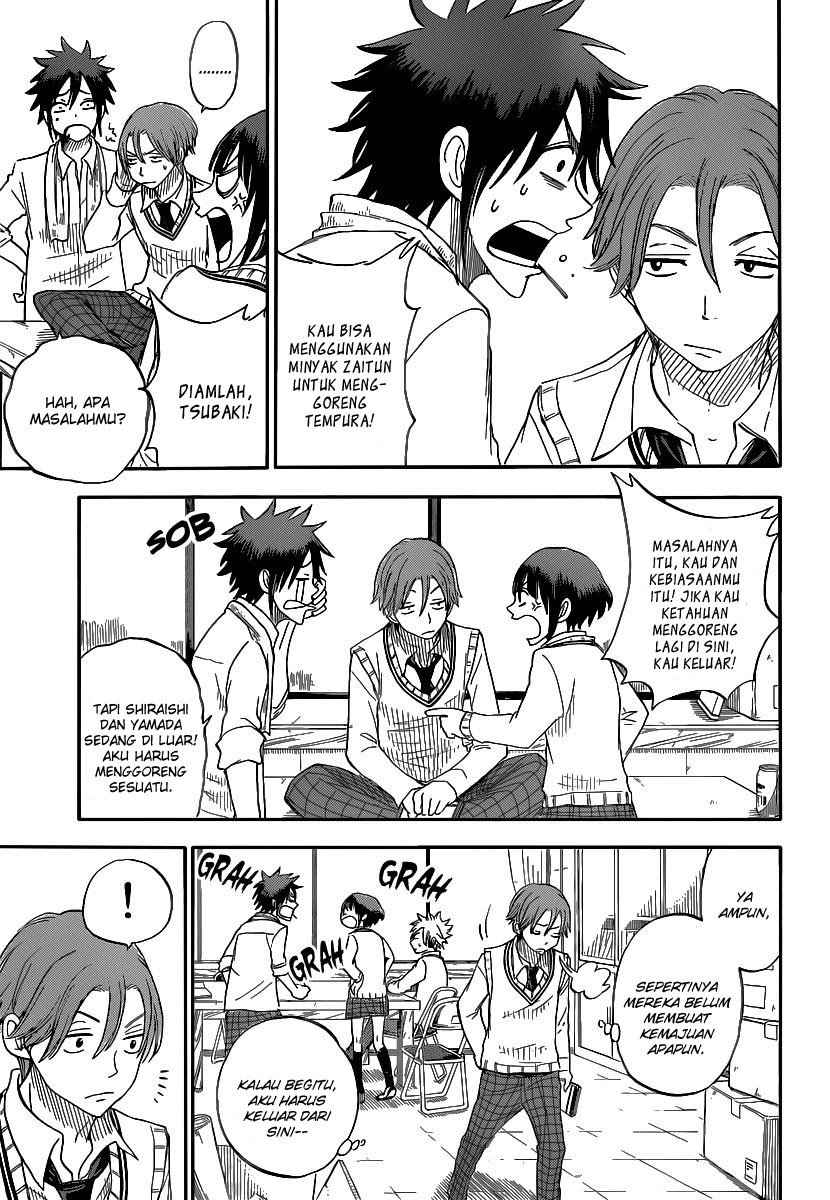 KAU BISA
MENGGUNAKAN
MINYAK ZAITUN
UNTUK MENG-
GORENG
TEMPURA!
.........
DIAMLAH,
TSUBAKI!
HAH, APA
MASALAHMU?
MASALAHNYA
ITU, KAU DAN
KEBIASAANMU
ITU! JIKA KAU
KETAHUAN
MENGGORENG
LAGI DI SINI,
KAU KELUAR!
SOB
TAPI SHIRAISHI
DAN YAMADA
SEDANG DI LUAR!
AKU HARUS
MENGGORENG
SESUATU.
YA
AMPUN,
SEPERTINYA
MEREKA BELUM
MEMBUAT
KEMAJUAN
APAPUN.
GRAH
GRAH
GRAH
KALAU BEGITU,
AKU HARUS
KELUAR DARI
SINI--
!